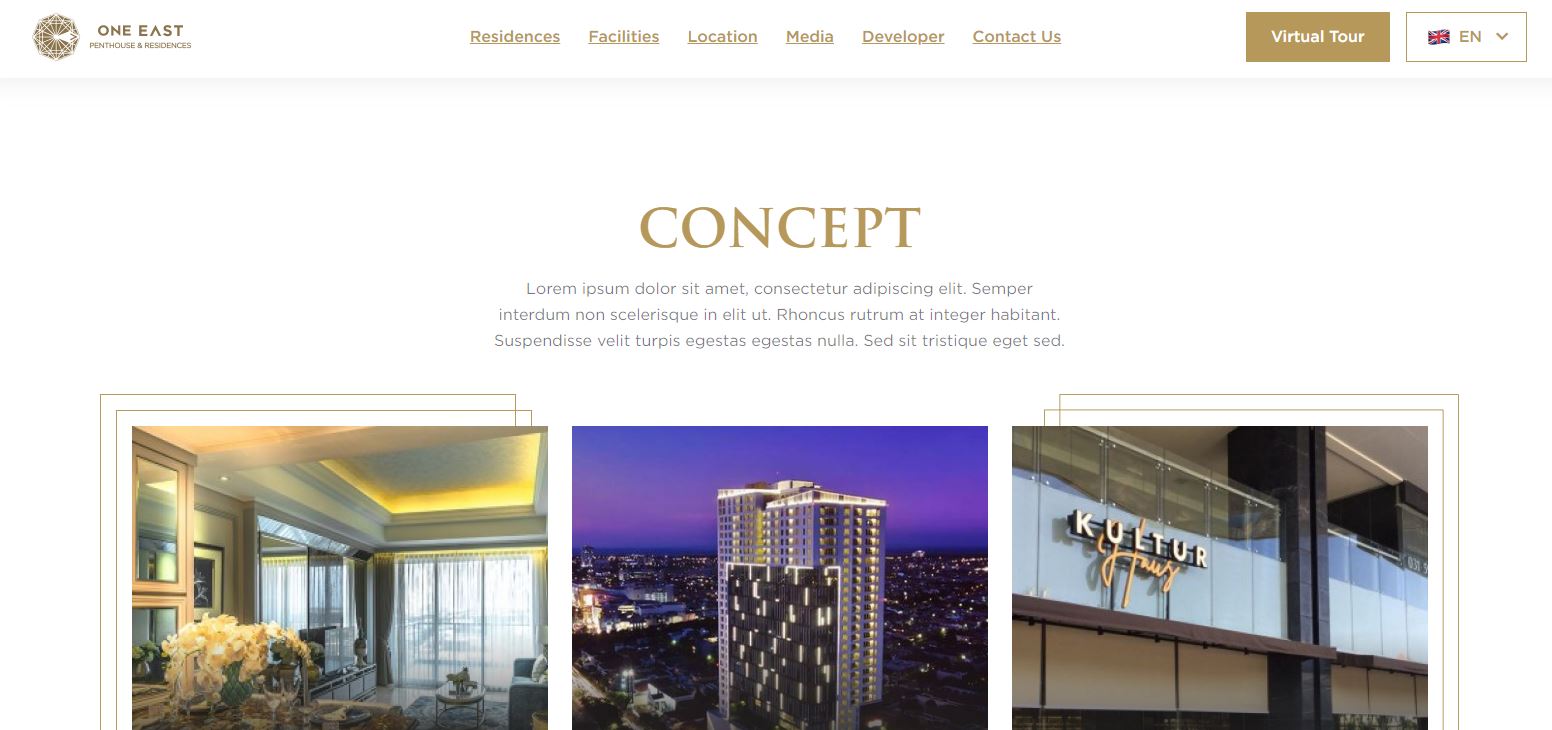 ONE EAST
PENTHOUSE & RESIDENCES
Residences
Facilities
Location
Media
Developer
Contact Us
Virtual Tour
EN
CONCEPT
Lorem ipsum dolor sit amet, consectetur adipiscing elit. Semper
interdum non scelerisque in elit ut. Rhoncus rutrum at integer habitant.
Suspendisse velit turpis egestas egestas nulla. Sed sit tristique eget sed.
KULTUR
Haus